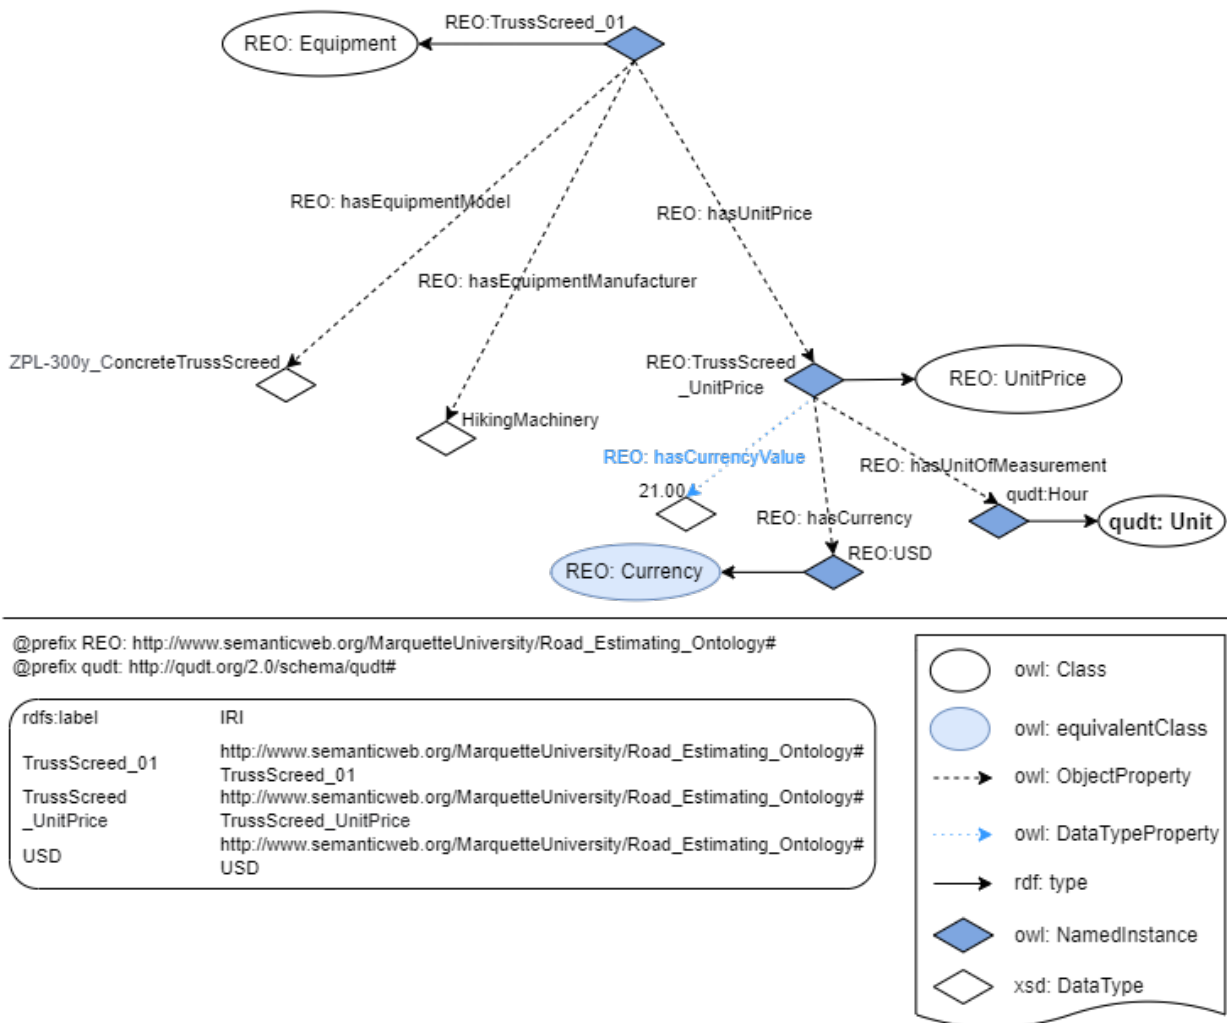 REO:TrussScreed_01
REO: Equipment
REO: hasEquipmentModel
REO: hasUnitPrice
REO: hasEquipmentManufacturer
ZPL-300y_ConcreteTrussScreed
REO:TrussScreed
_UnitPrice
REO: UnitPrice
HikingMachinery
REO: hasCurrencyValue
REO: hasUnitOfMeasurement
21.00
qudt:Hour
REO: hasCurrency
qudt: Unit
REO:USD
REO: Currency
@prefix REO: http://www.semanticweb.org/MarquetteUniversity/Road_Estimating_Ontology#
@prefix qudt: http://qudt.org/2.0/schema/qudt#
rdfs:label IRI
TrussScreed_01
http://www.semanticweb.org/MarquetteUniversity/Road_Estimating_Ontology#
TrussScreed_01
TrussScreed
_UnitPrice
http://www.semanticweb.org/MarquetteUniversity/Road_Estimating_Ontology#
TrussScreed_UnitPrice
USD
http://www.semanticweb.org/MarquetteUniversity/Road_Estimating_Ontology#
USD
owl: Class
owl: equivalentClass
owl: ObjectProperty
owl: DataTypeProperty
rdf: type
owl: NamedInstance
xsd: DataType